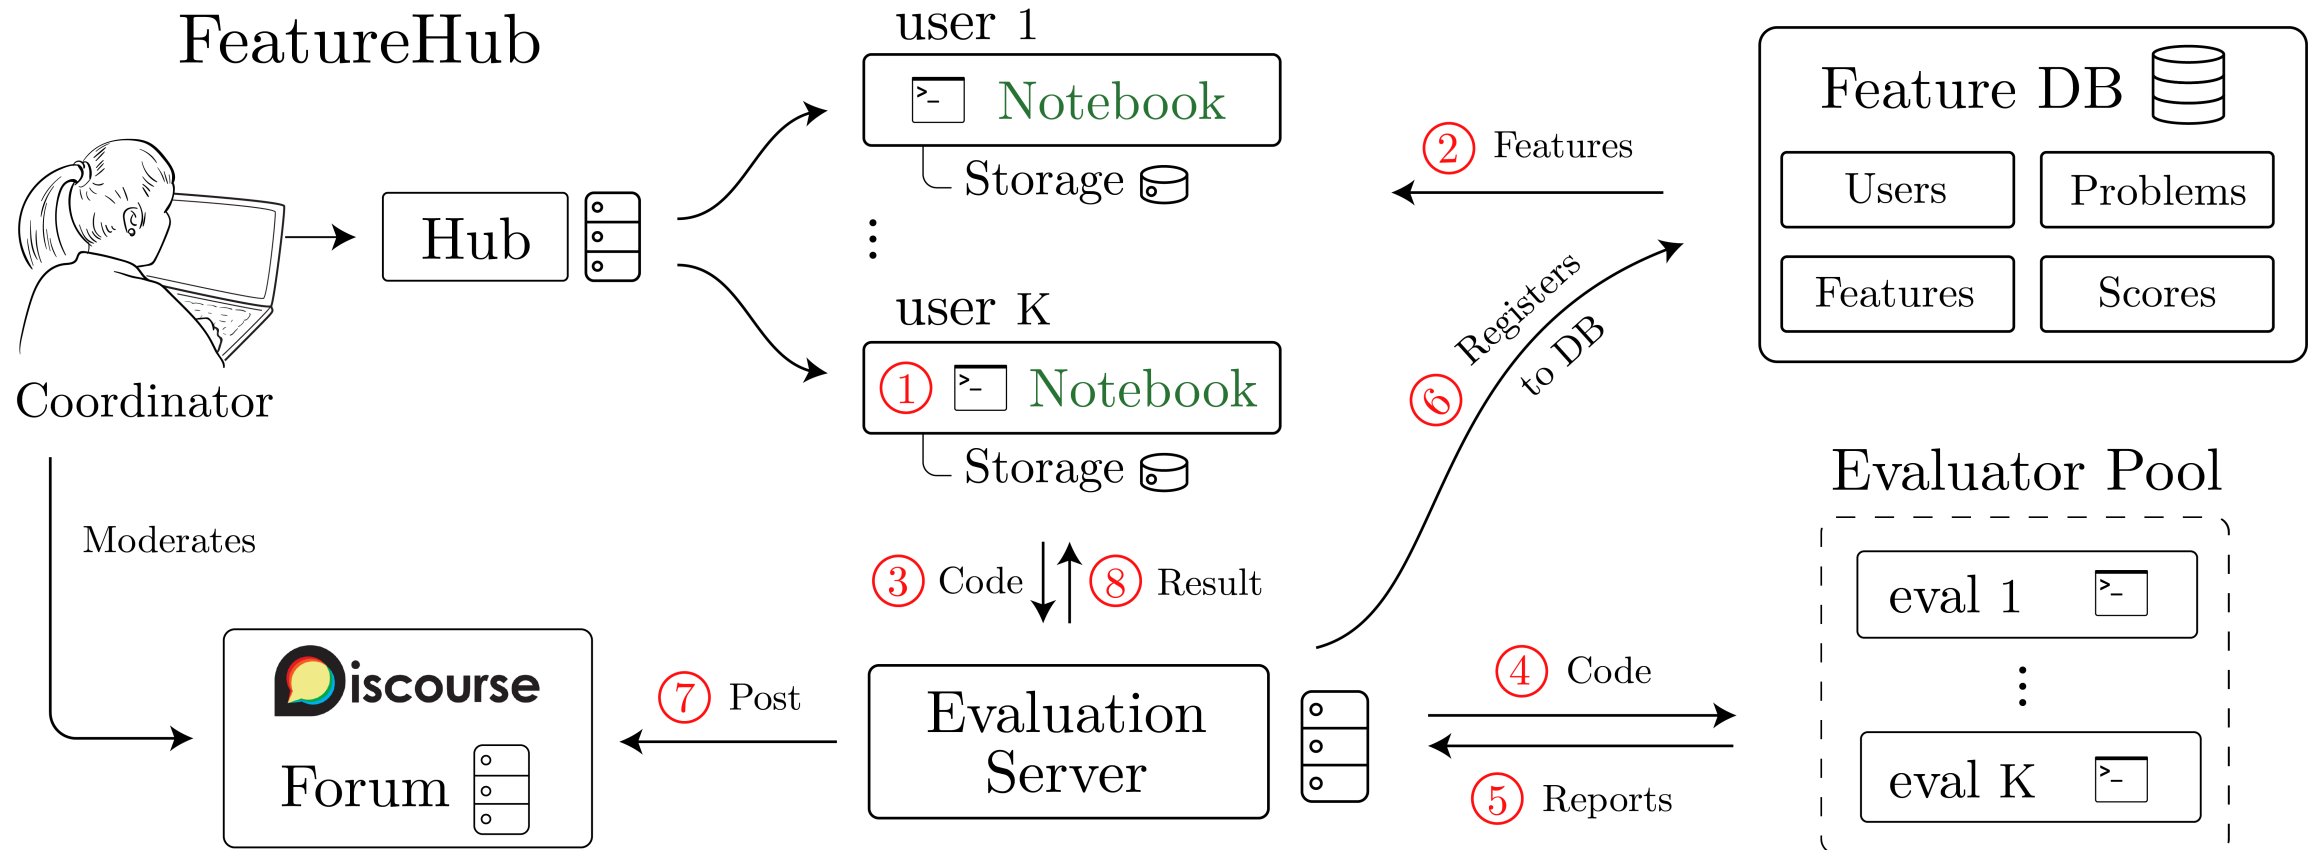 FeatureHub
Coordinator
Moderates
Hub
user 1
>_ Notebook
Storage
user K
1 >_ Notebook
Storage
2 Features
Feature DB
Users
Problems
Features
Scores
6 Registers
to DB
3 Code
8 Result
Discourse
Forum
7 Post
Evaluation
Server
4 Code
5 Reports
Evaluator Pool
eval 1 >_
eval K >_